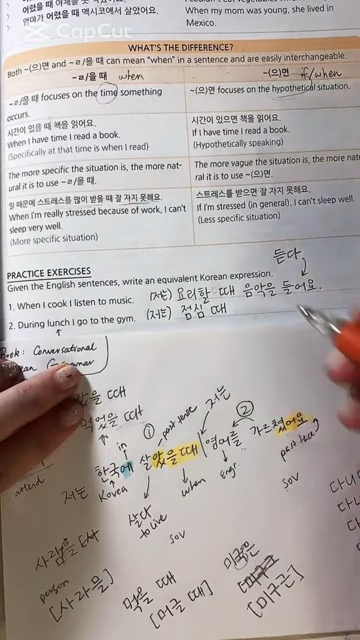 어렸을 때
엄마가 어렸을 때 멕시코에서 살았어요.
When my mom was young, she lived in
Mexico.
CapCut
WHAT'S THE DIFFERENCE?
Both ~(으)면 and ~ㄹ/을 때 can mean "when" in a sentence and are easily interchangeable.
~ㄹ/을 때 when
~(으)면 if/when
~ㄹ/을 때 focuses on the time something
occurs.
~(으)면 focuses on the hypothetical situation.
시간이 있을 때 책을 읽어요.
When I have time I read a book.
(Specifically at that time is when I read)
시간이 있으면 책을 읽어요.
If I have time I read a book.
(Hypothetically speaking)
The more specific the situation is, the more nat-
ural it is to use ~ㄹ/을 때.
The more vague the situation is, the more
natural it is to use ~(으)면.
일 때문에 스트레스를 많이 받을 때 잘 자지 못해요.
When I'm really stressed because of work, I can't
sleep very well.
(More specific situation)
스트레스를 받으면 잘 자지 못해요.
If I'm stressed (in general), I can't sleep well.
(Less specific situation)
듣다
PRACTICE EXERCISES
Given the English sentences, write an equivalent Korean expression.
1. When I cook I listen to music. (저는) 요리할 때 음악을 들어요.
2. During lunch I go to the gym. (저는) 점심 때
Book: Conversational
Grammar
을 때
었을 때
저는
① past tense ②
in
한국에 살았을 때 영어를 가르쳤어요
attend
저는 Korea when past tense
살다
to live
sov
sov
person
먹을 때
[머글 때]
미국은
[미구근]